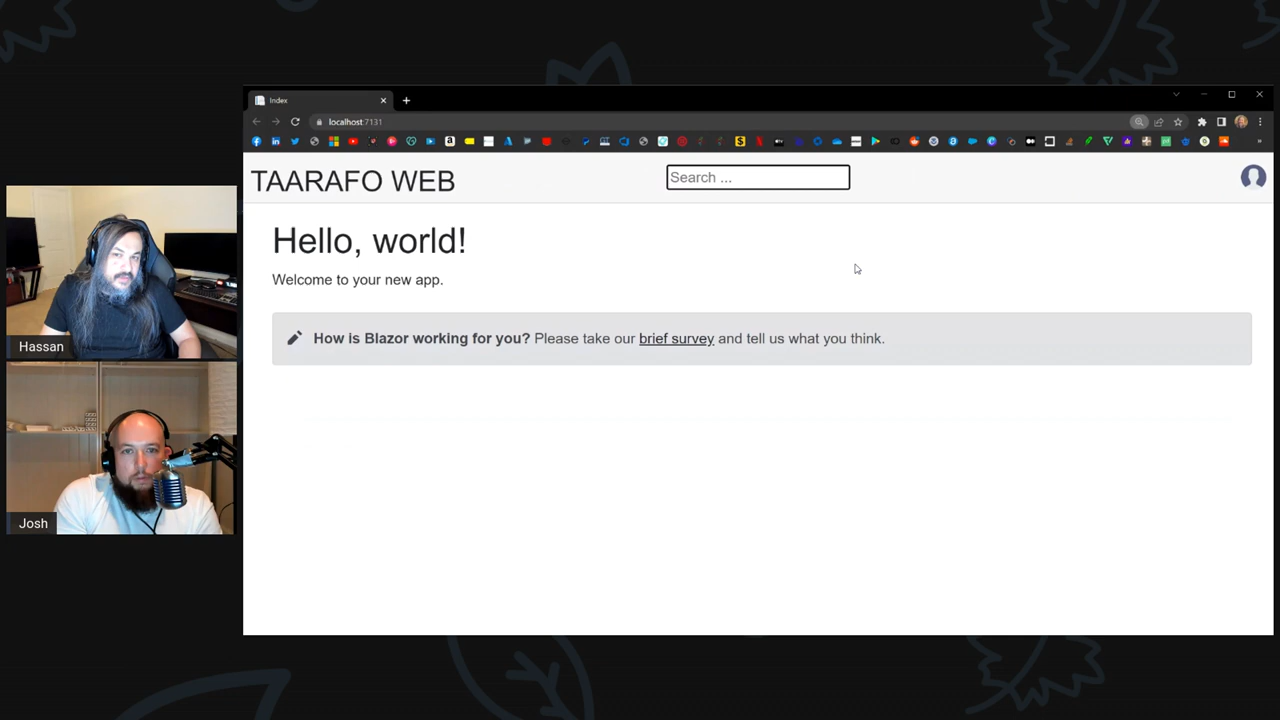 Index
localhost:7131
TAARAFO WEB
Search ...
Hello, world!
Welcome to your new app.
How is Blazor working for you? Please take our brief survey and tell us what you think.
Hassan
Josh